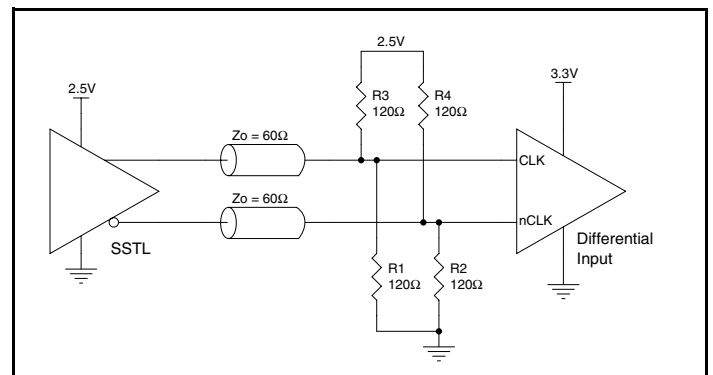 2.5V
2.5V
3.3V
R3
120Ω
R4
120Ω
Zo = 60Ω
CLK
Zo = 60Ω
nCLK
SSTL
Differential
Input
R1
120Ω
R2
120Ω